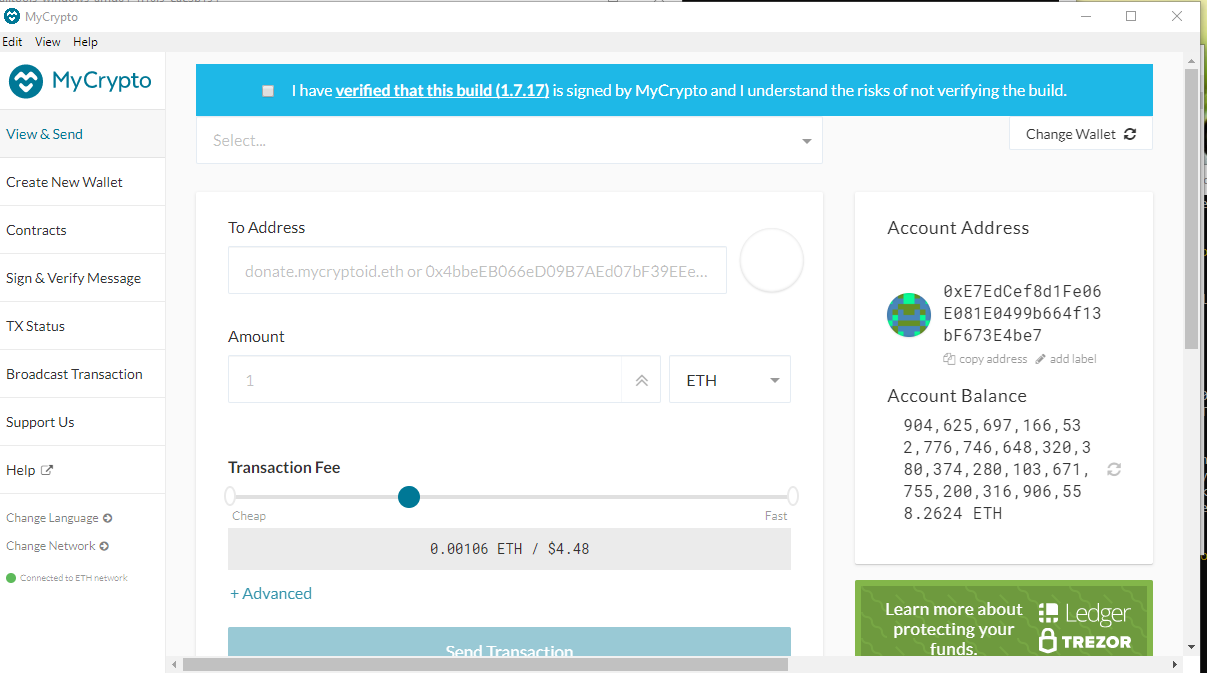 MyCrypto
Edit View Help
MyCrypto
I have verified that this build (1.7.17) is signed by MyCrypto and I understand the risks of not verifying the build.
View & Send
Create New Wallet
Contracts
Sign & Verify Message
TX Status
Broadcast Transaction
Support Us
Help
Change Language
Change Network
Connected to ETH network
Select...
Change Wallet
To Address
donate.mycryptoid.eth or 0x4bbeEB066eD09B7AEd07bF39EEe...
Amount
1
ETH
Transaction Fee
Cheap
Fast
0.00106 ETH / $4.48
+ Advanced
Send Transaction
Account Address
0xE7EdCef8d1Fe06
E081E0499b664f13
bF673E4be7
copy address add label
Account Balance
904,625,697,166,53
2,776,746,648,320,3
80,374,280,103,671,
755,200,316,906,55
8.2624 ETH
Learn more about
protecting your
funds.
Ledger
TREZOR